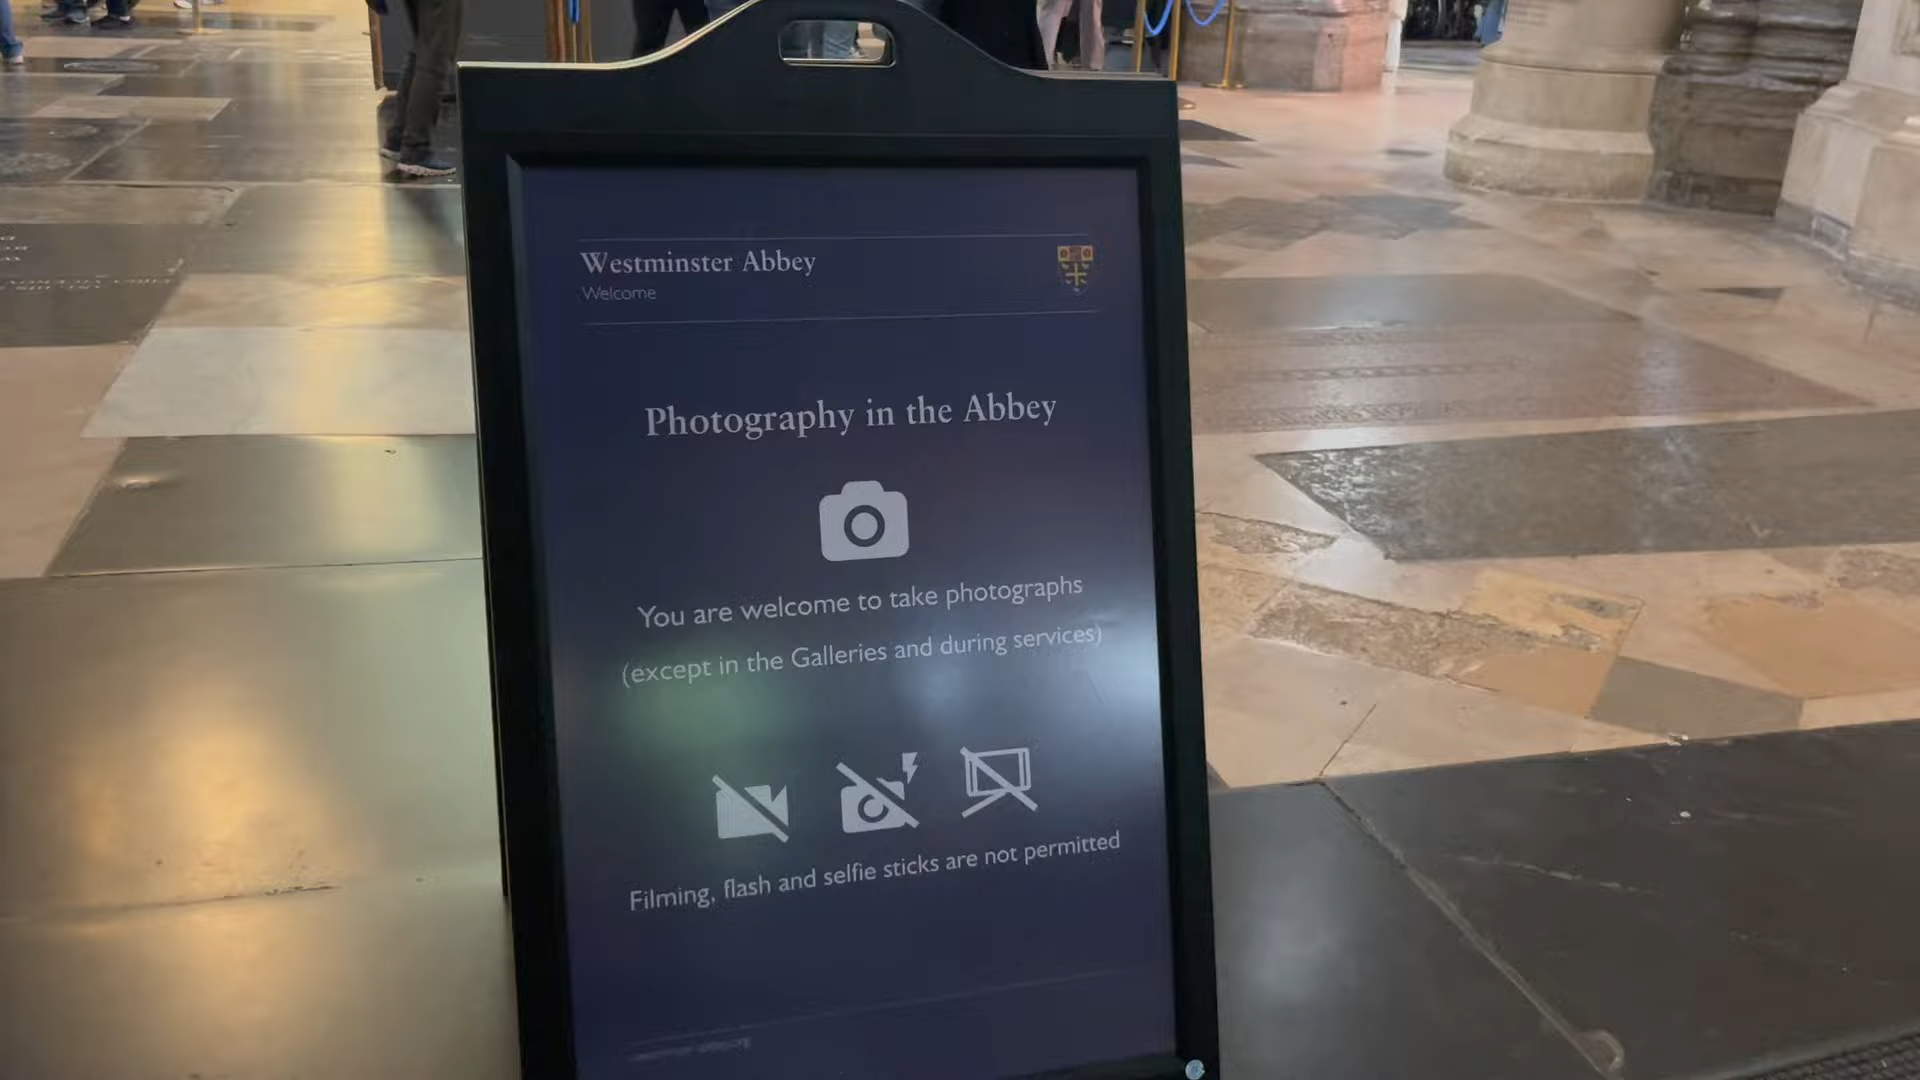 Westminster Abbey
Welcome
Photography in the Abbey
You are welcome to take photographs
(except in the Galleries and during services)
Filming, flash and selfie sticks are not permitted